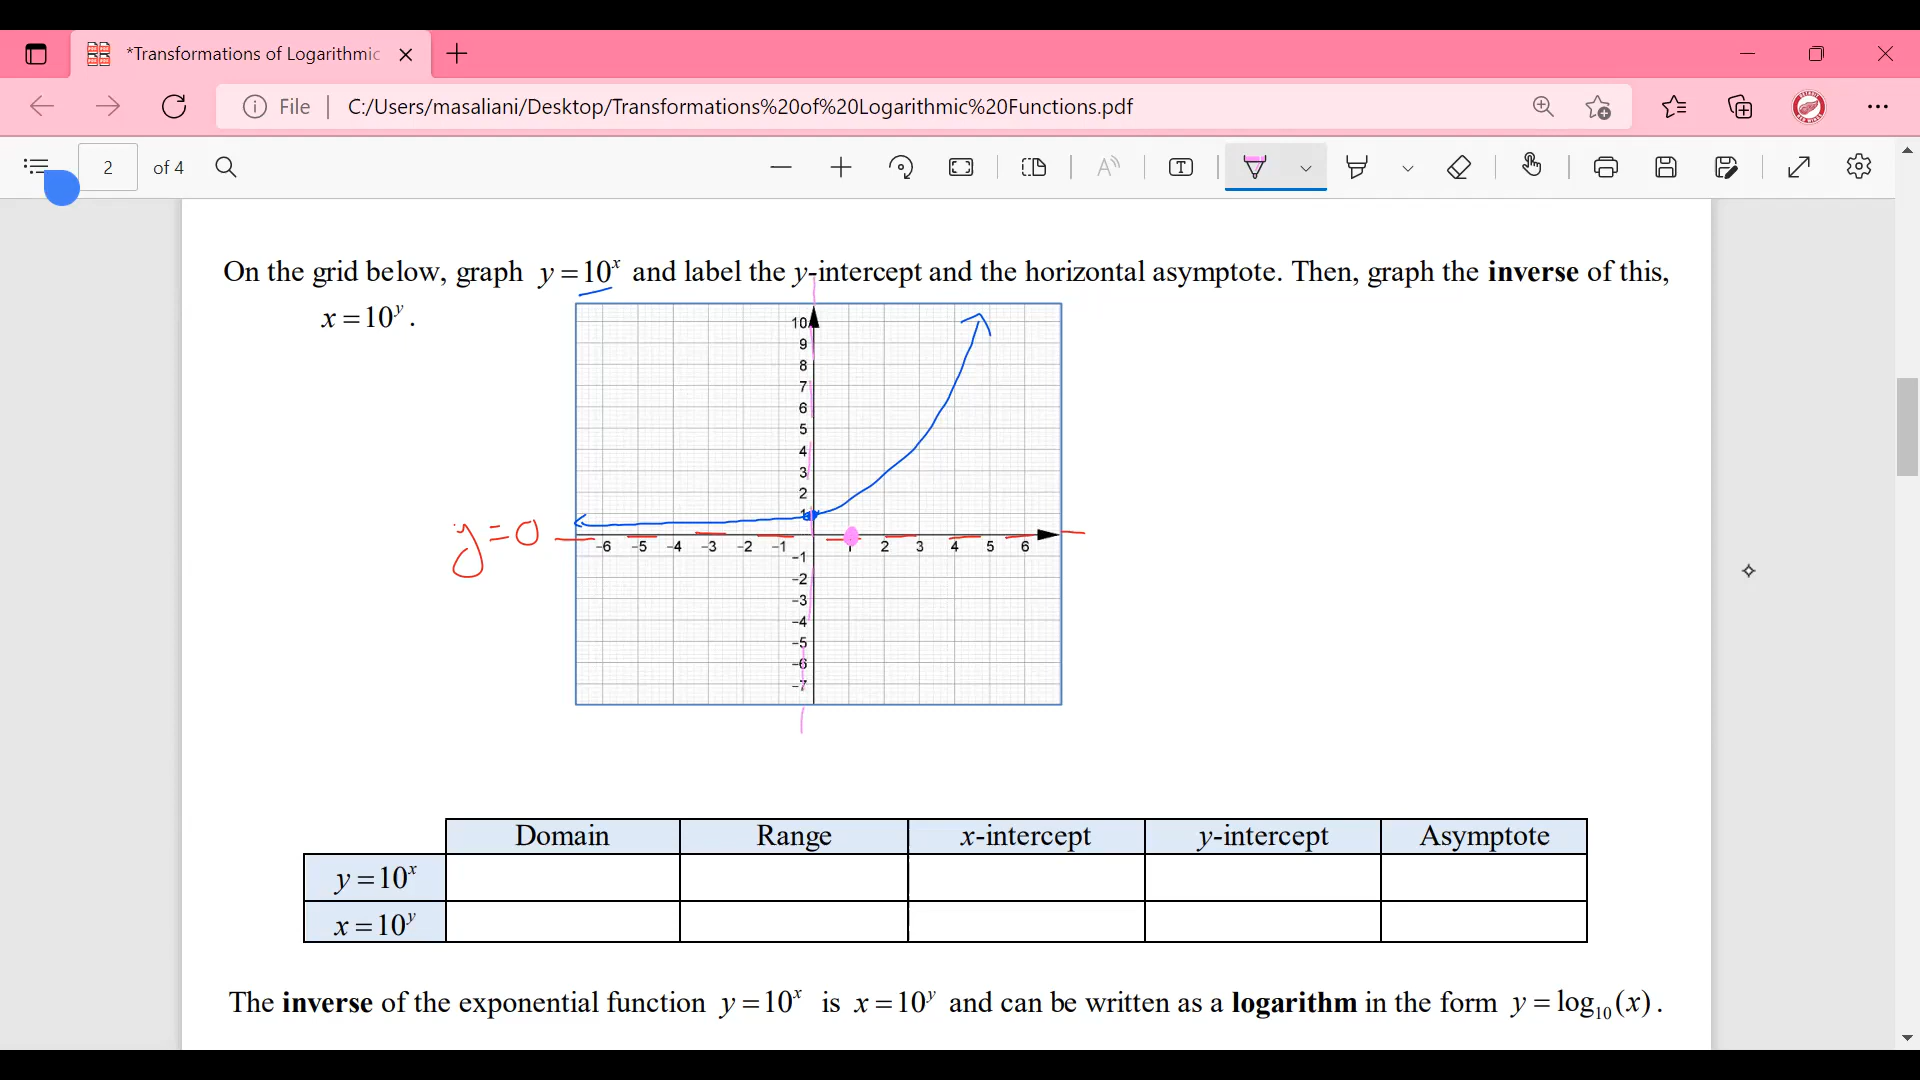 *Transformations of Logarithmic
File | C:/Users/masaliani/Desktop/Transformations%20of%20Logarithmic%20Functions.pdf
2 of 4
On the grid below, graph y = 10^x and label the y-intercept and the horizontal asymptote. Then, graph the inverse of this,
x = 10^y.
10
9
8
7
6
5
4
3
2
1
y = 0
-6 -5 -4 -3 -2 -1 1 2 3 4 5 6
-1
-2
-3
-4
-5
-6
-7
Domain Range x-intercept y-intercept Asymptote
y = 10^x
x = 10^y
The inverse of the exponential function y = 10^x is x = 10^y and can be written as a logarithm in the form y = log₁₀(x).